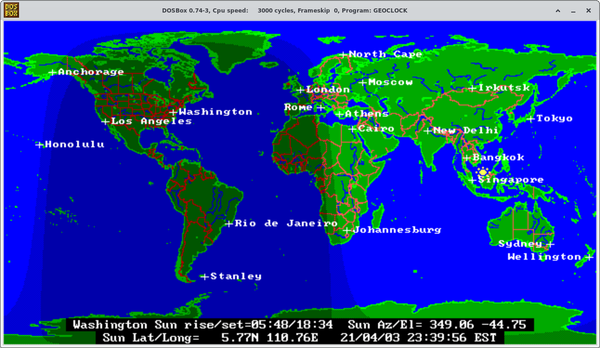 DOSBox 0.74-3, Cpu speed: 3000 cycles, Frameskip 0, Program: GEOCLOCK
North Cape
Anchorage
Moscow
Irkutsk
London
Washington
Rome
Athens
Los Angeles
Tokyo
Cairo
New Delhi
Honolulu
Bangkok
Singapore
Rio de Janeiro
Johannesburg
Sydney
Wellington
Stanley
Washington Sun rise/set=05:48/18:34 Sun Az/El= 349.06 -44.75
Sun Lat/Long= 5.77N 110.76E 21/04/03 23:39:56 EST